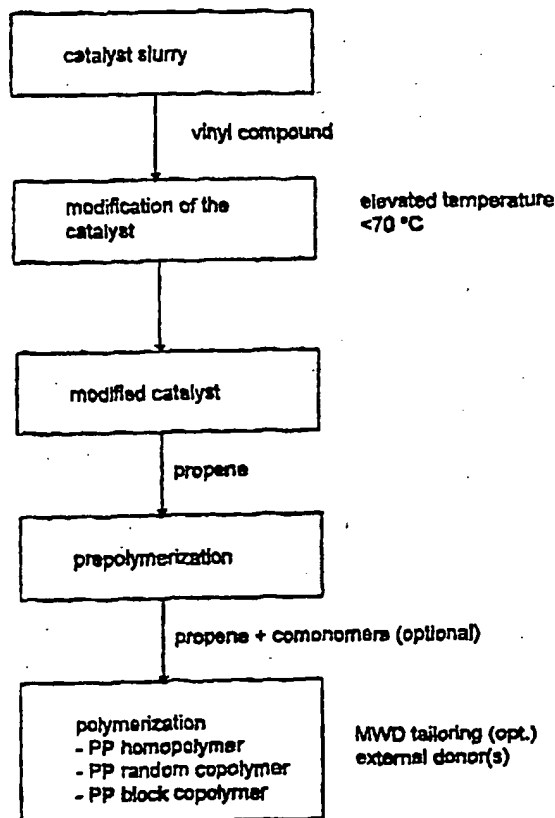 catalyst slurry
vinyl compound
modification of the
catalyst
elevated temperature
<70 °C
modified catalyst
propene
prepolymerization
propene + comonomers (optional)
polymerization
- PP homopolymer
- PP random copolymer
- PP block copolymer
MWD tailoring (opt.)
external donor(s)